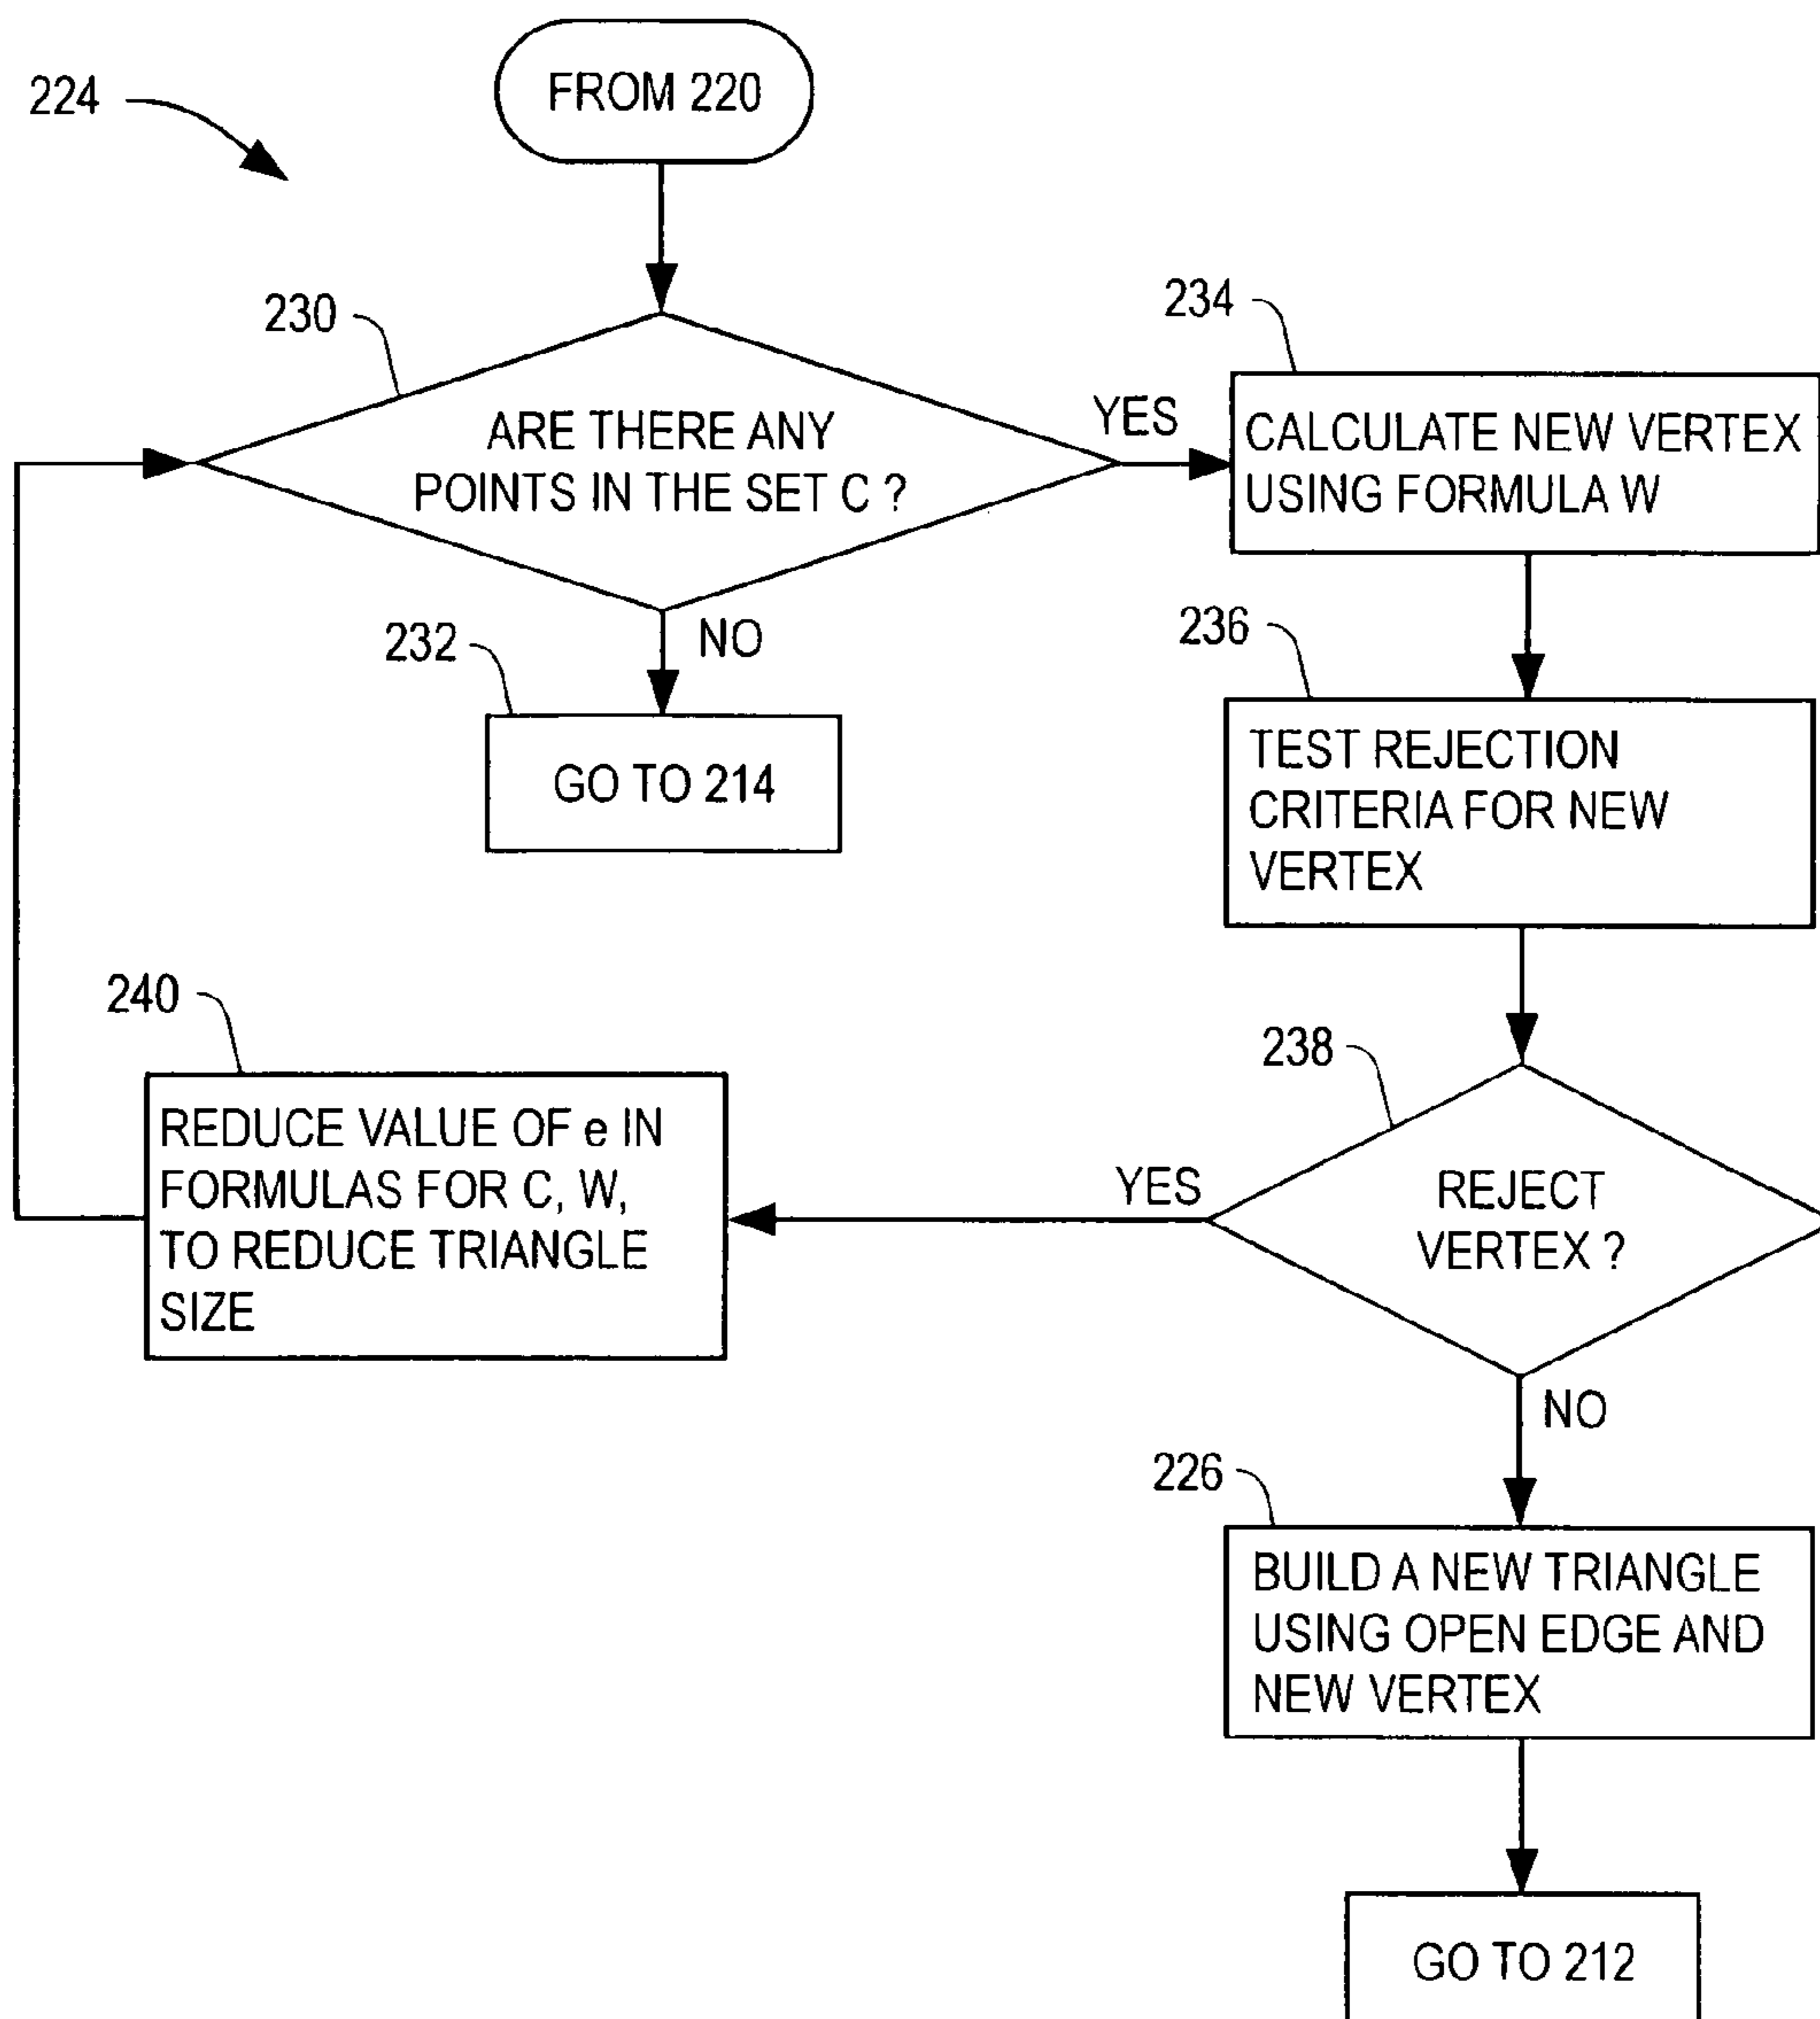 FROM 220
224
230
ARE THERE ANY
POINTS IN THE SET C ?
YES
234
CALCULATE NEW VERTEX
USING FORMULA W
232
NO
GO TO 214
236
TEST REJECTION
CRITERIA FOR NEW
VERTEX
240
REDUCE VALUE OF e IN
FORMULAS FOR C, W,
TO REDUCE TRIANGLE
SIZE
238
YES
REJECT
VERTEX ?
NO
226
BUILD A NEW TRIANGLE
USING OPEN EDGE AND
NEW VERTEX
GO TO 212